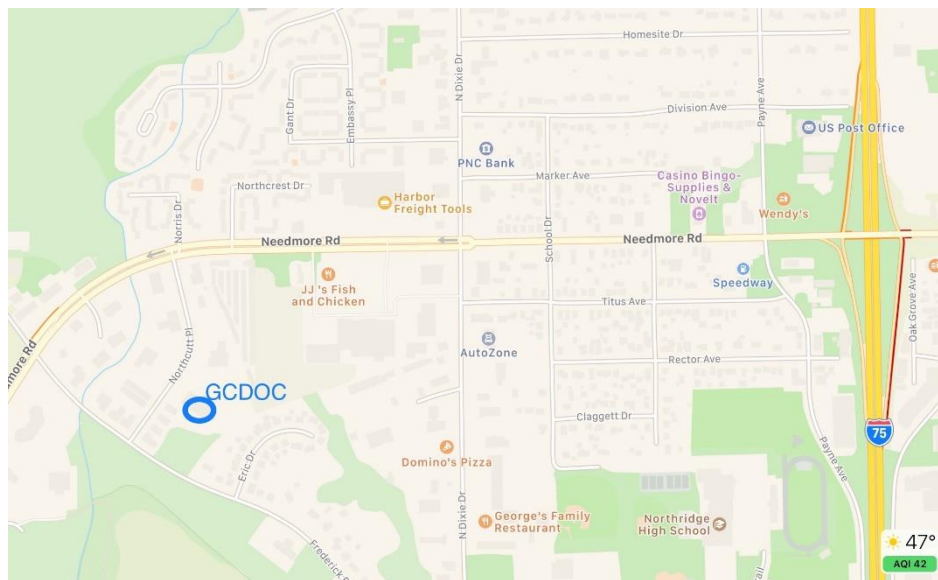 Homesite Dr
N Dixie Dr
Payne Ave
Gant Dr
Embassy Pl
Division Ave
US Post Office
PNC Bank
Marker Ave
Casino Bingo-
Supplies &
Novelt
Northcrest Dr
Harbor
Freight Tools
Wendy's
Norris Dr
School Dr
Needmore Rd
Needmore Rd
JJ 's Fish
and Chicken
Speedway
Titus Ave
Oak Grove Ave
AutoZone
Rector Ave
Northcutt Pl
GCDOC
Claggett Dr
75
Payne Ave
Eric Dr
Domino's Pizza
N Dixie Dr
George's Family
Restaurant
Northridge
High School
Frederick
47°
AQI 42